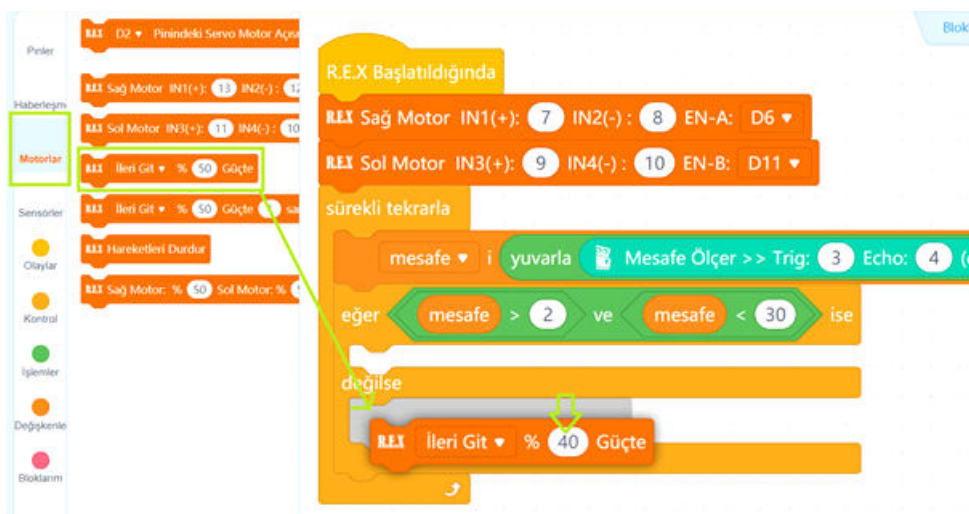 Pinler
Haberleşm
Motorlar
Sensörler
Olaylar
Kontrol
İşlemler
Değişkenle
Bloklarım
R.E.X D2 ▾ Pinindeki Servo Motor Açıs
R.E.X Sağ Motor IN1(+): 13 IN2(-) : 12
R.E.X Sol Motor IN3(+): 11 IN4(-) : 10
R.E.X İleri Git ▾ % 50 Güçte
R.E.X İleri Git ▾ % 50 Güçte
R.E.X Hareketleri Durdur
R.E.X Sağ Motor: % 50 Sol Motor: %
Blok
R.E.X Başlatıldığında
R.E.X Sağ Motor IN1(+): 7 IN2(-) : 8 EN-A: D6 ▾
R.E.X Sol Motor IN3(+): 9 IN4(-) : 10 EN-B: D11 ▾
sürekli tekrarla
mesafe ▾ i yuvarla Mesafe Ölçer >> Trig: 3 Echo: 4
eğer mesafe > 2 ve mesafe < 30 ise
değilse
R.E.X İleri Git ▾ % 40 Güçte